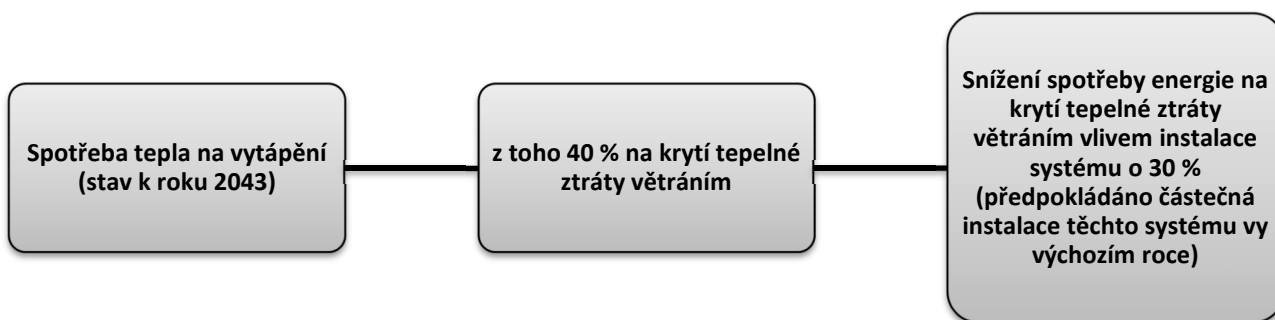 Spotřeba tepla na vytápění
(stav k roku 2043)
z toho 40 % na krytí tepelné
ztráty větráním
Snížení spotřeby energie na
krytí tepelné ztráty
větráním vlivem instalace
systému o 30 %
(předpokládáno částečná
instalace těchto systému vy
výchozím roce)